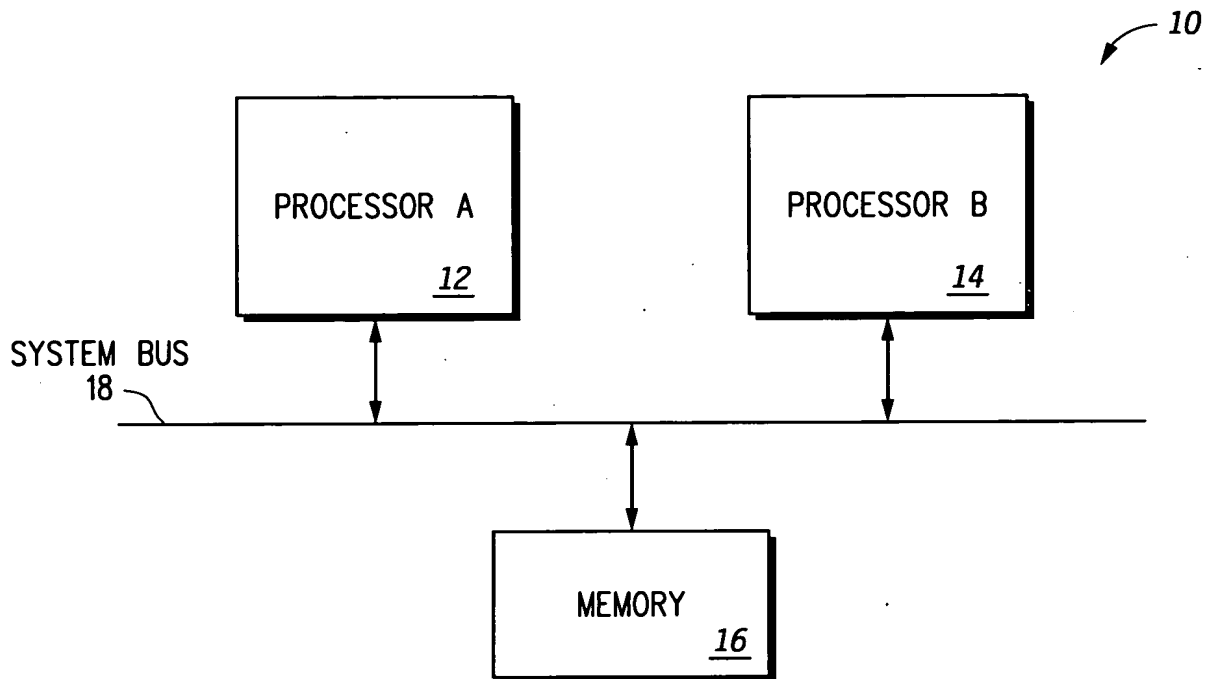 10
PROCESSOR A
12
PROCESSOR B
14
SYSTEM BUS
18
MEMORY
16